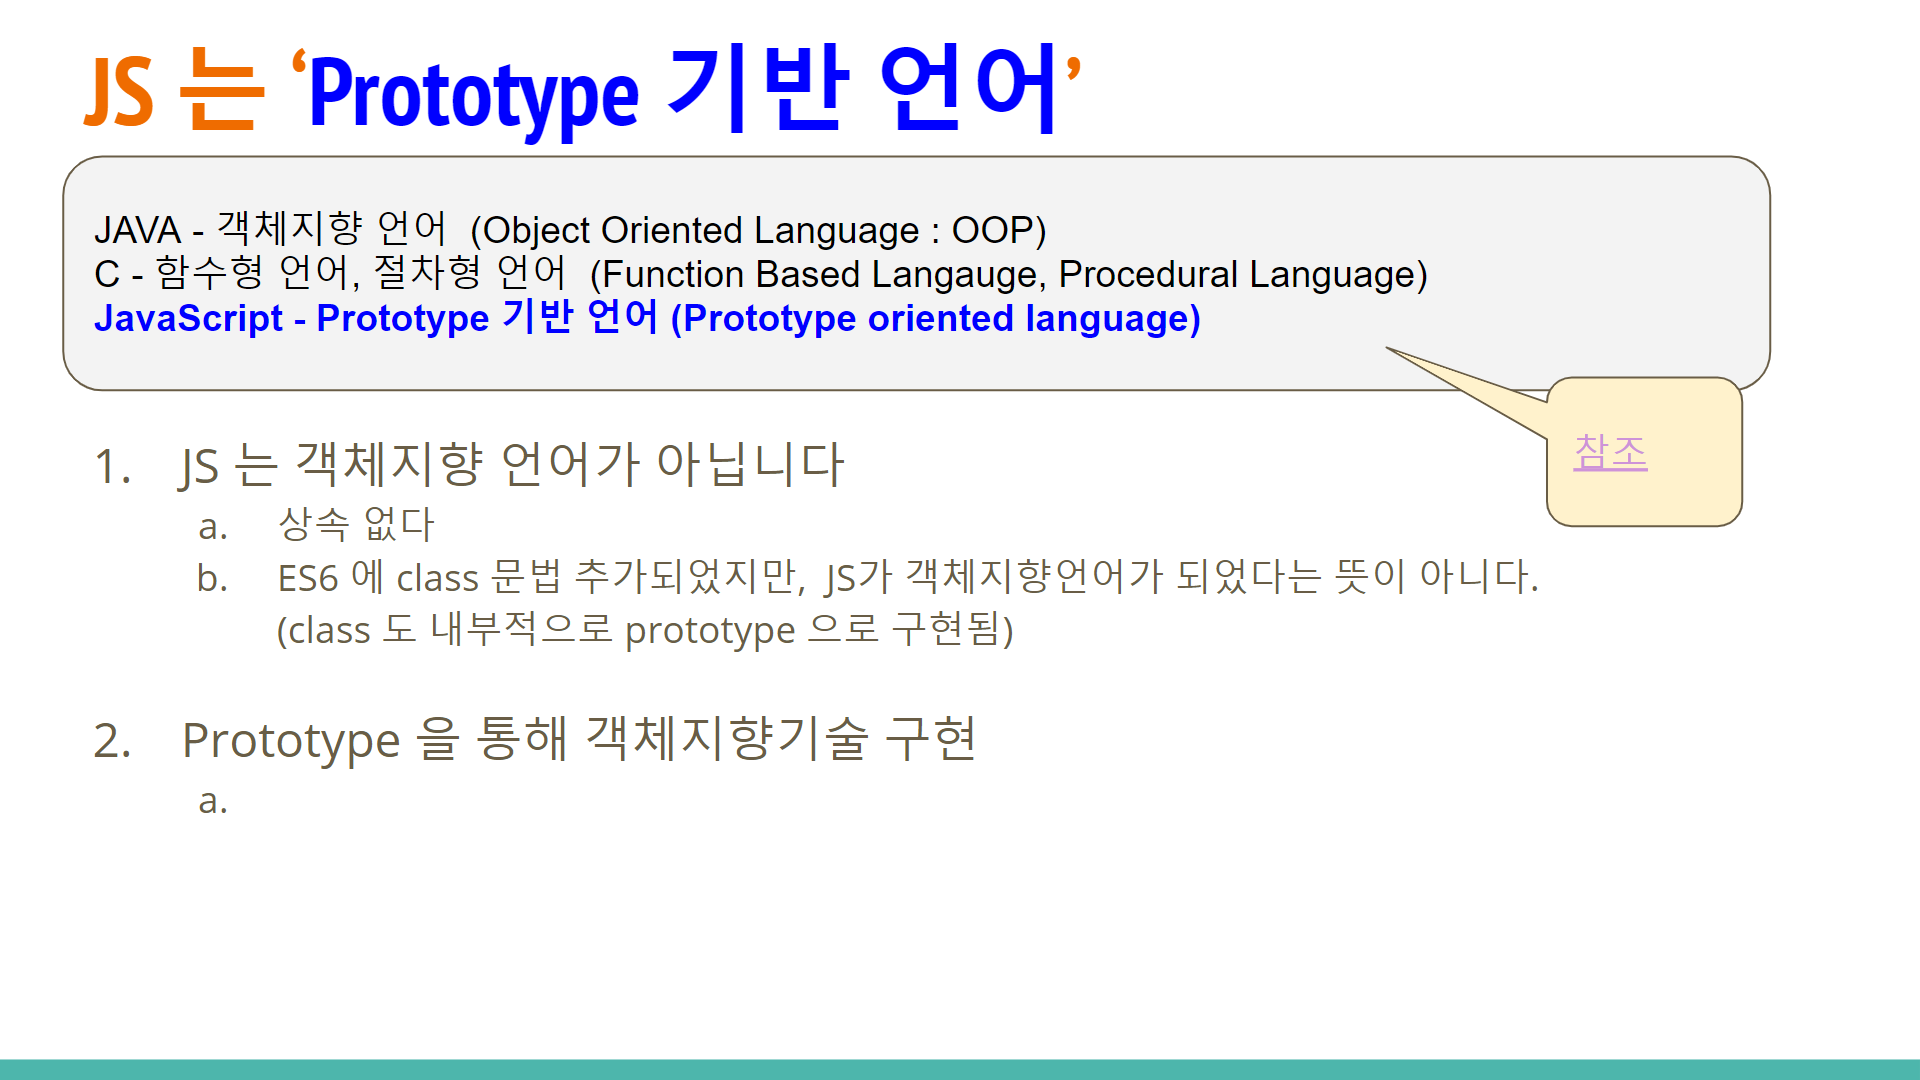 JS 는 ‘Prototype 기반 언어’
JAVA - 객체지향 언어  (Object Oriented Language : OOP)
C - 함수형 언어, 절차형 언어  (Function Based Langauge, Procedural Language)
JavaScript - Prototype 기반 언어 (Prototype oriented language)
참조
1. JS 는 객체지향 언어가 아닙니다
a. 상속 없다
b. ES6 에 class 문법 추가되었지만,  JS가 객체지향언어가 되었다는 뜻이 아니다.
(class 도 내부적으로 prototype 으로 구현됨)
2. Prototype 을 통해 객체지향기술 구현
a.